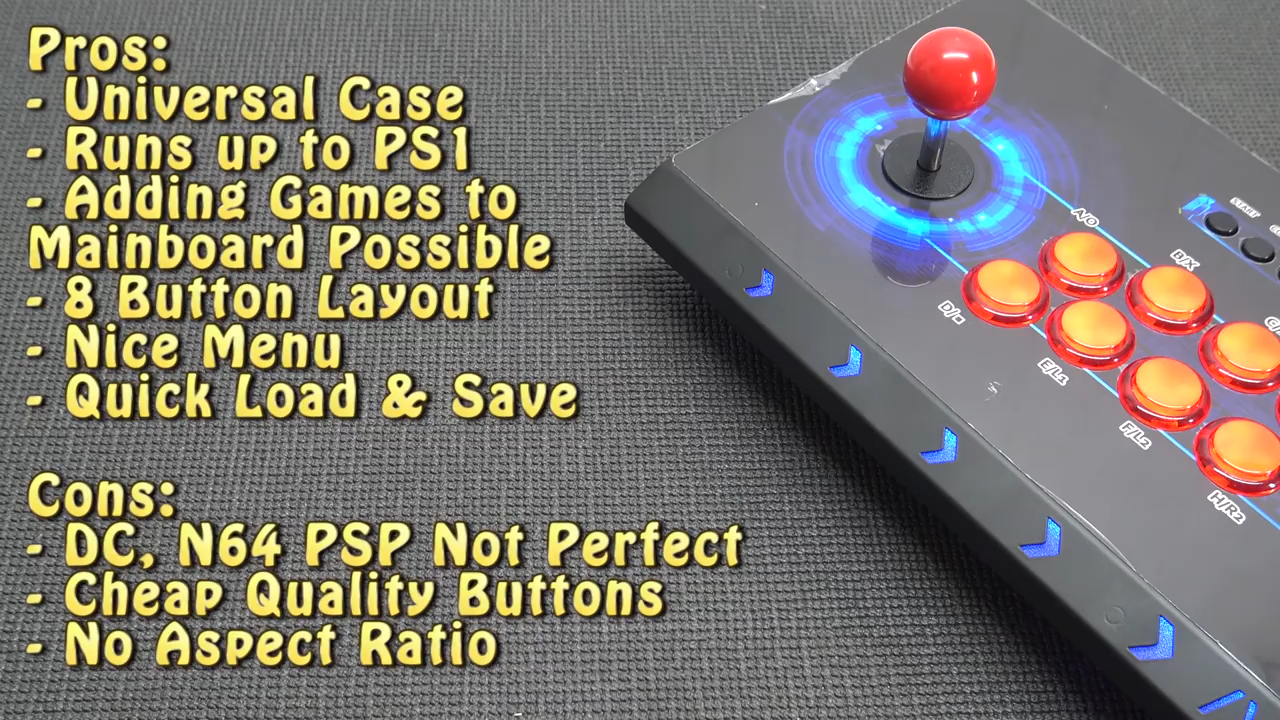 Pros:
- Universal Case
- Runs up to PS1
- Adding Games to
Mainboard Possible
- 8 Button Layout
- Nice Menu
- Quick Load & Save
Cons:
- DC, N64 PSP Not Perfect
- Cheap Quality Buttons
- No Aspect Ratio
START
A/O
B/X
D/□
E/L1
F/L2
H/R2